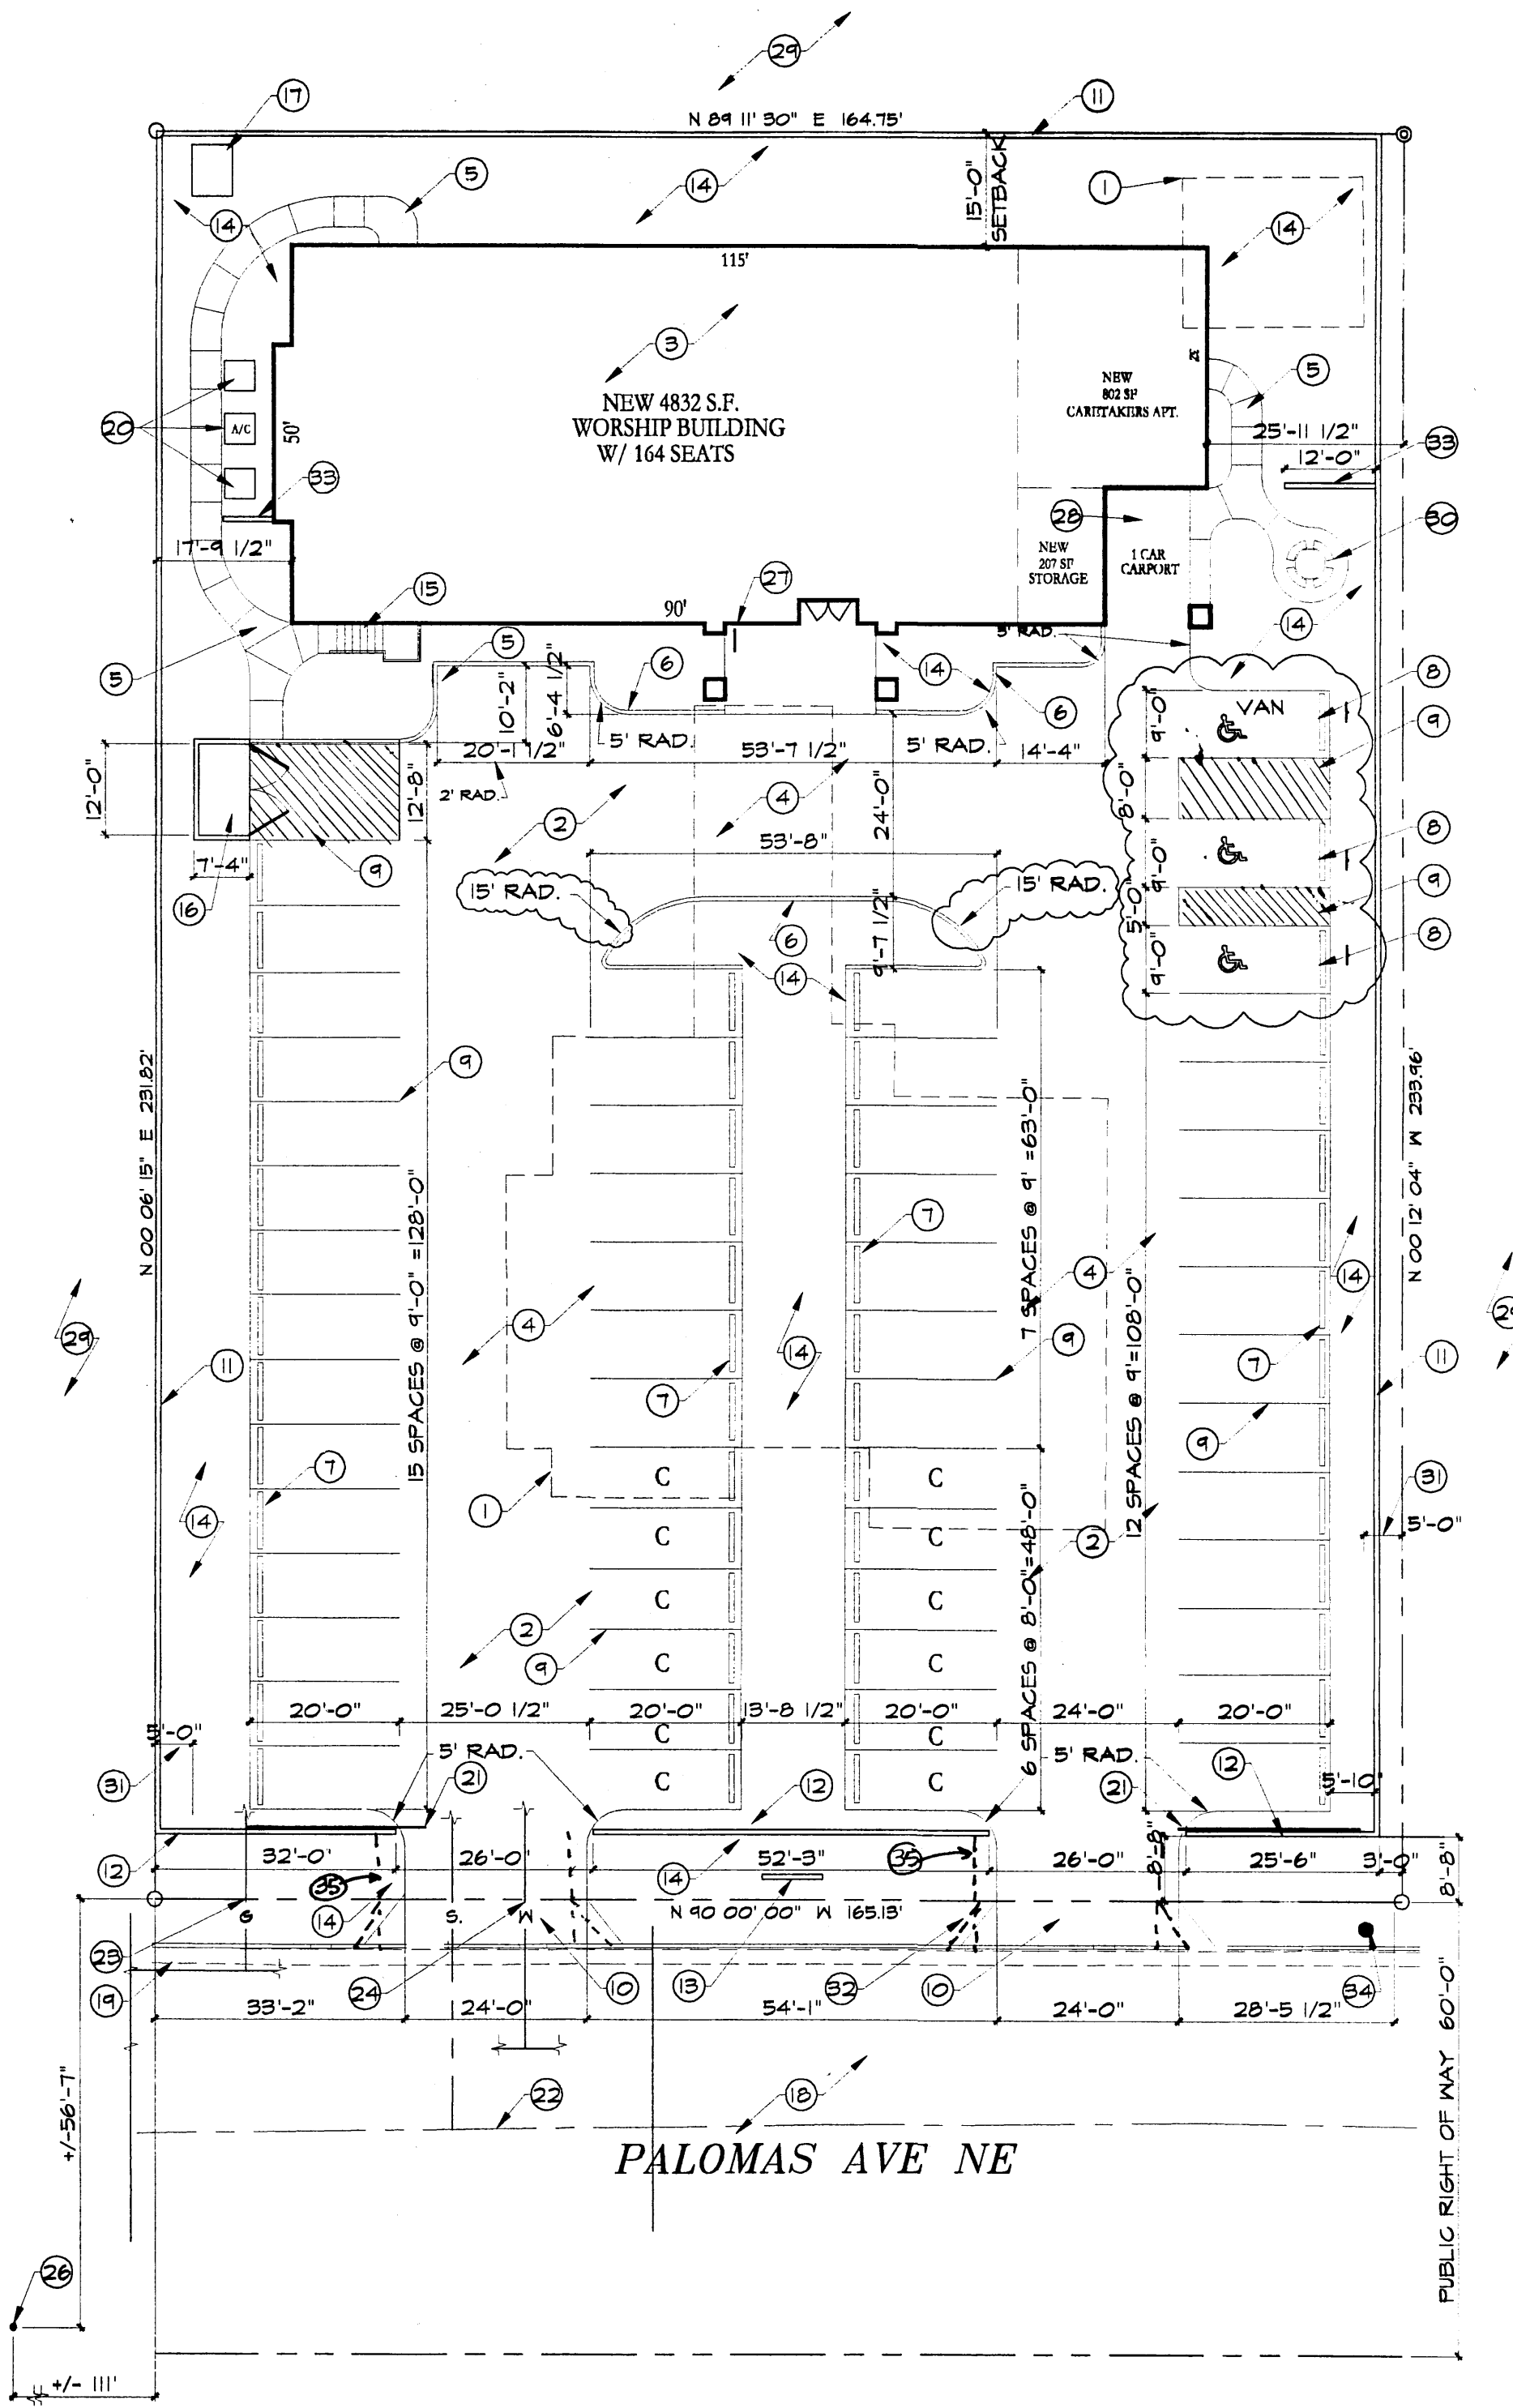 29
17
11
N 89 11' 30" E 164.75'
5
14
15'-0"
SETBACK
1
14
14
115'
3
NEW 4832 S.F.
WORSHIP BUILDING
W/ 164 SEATS
NEW
802 SF
CARETAKERS APT.
5
20
A/C
50'
33
25'-11 1/2"
12'-0"
33
28
30
NEW
207 SF
STORAGE
1 CAR
CARPORT
17'-9 1/2"
15
90'
27
14
5
5
6
14
6
10'-2"
6'-4 1/2"
20'-1 1/2"
5' RAD.
53'-7 1/2"
5' RAD.
14'-4"
9'-0"
VAN
8
9
12'-0"
12'-8"
2' RAD.
2
4
24'-0"
8'-0"
7'-4"
9
16
53'-8"
15' RAD.
15' RAD.
9'-0"
8
9
5'-0"
6
9'-7 1/2"
14
9'-0"
8
N 00 06' 15" E 231.82'
9
15 SPACES @ 9'-0" =128'-0"
7 SPACES @ 9' =63'-0"
12 SPACES @ 9'=108'-0"
N 00 12' 04" W 233.96'
7
4
4
14
29
29
11
14
9
7
7
11
9
7
C
C
1
31
14
C
C
2
5'-0"
C
C
2
6 SPACES @ 8'-0"=48'-0"
9
C
C
20'-0"
25'-0 1/2"
20'-0"
13'-8 1/2"
20'-0"
24'-0"
20'-0"
C
C
5'-0"
5' RAD.
5' RAD.
12
31
21
C
C
12
21
5'-10"
12
32'-0'
26'-0'
52'-3"
35
26'-0"
8'-8"
25'-6"
3'-0"
8'-8"
35
14
14
G
S.
W
N 90 00' 00" W 165.13'
23
19
24
10
13
32
10
34
33'-2"
24'-0"
54'-1"
24'-0"
28'-5 1/2"
+/-56'-7"
18
22
PALOMAS AVE NE
PUBLIC RIGHT OF WAY 60'-0"
26
+/- 111'